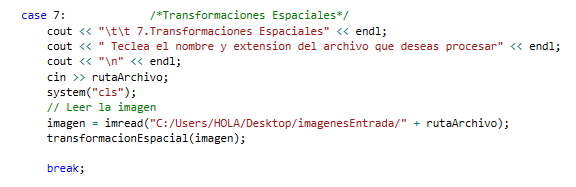 case 7:            /*Transformaciones Espaciales*/
    cout << "\t\t 7.Transformaciones Espaciales" << endl;
    cout << " Teclea el nombre y extension del archivo que deseas procesar" << endl;
    cout << "\n" << endl;
    cin >> rutaArchivo;
    system("cls");
    // Leer la imagen
    imagen = imread("C:/Users/HOLA/Desktop/imagenesEntrada/" + rutaArchivo);
    transformacionEspacial(imagen);
    break;